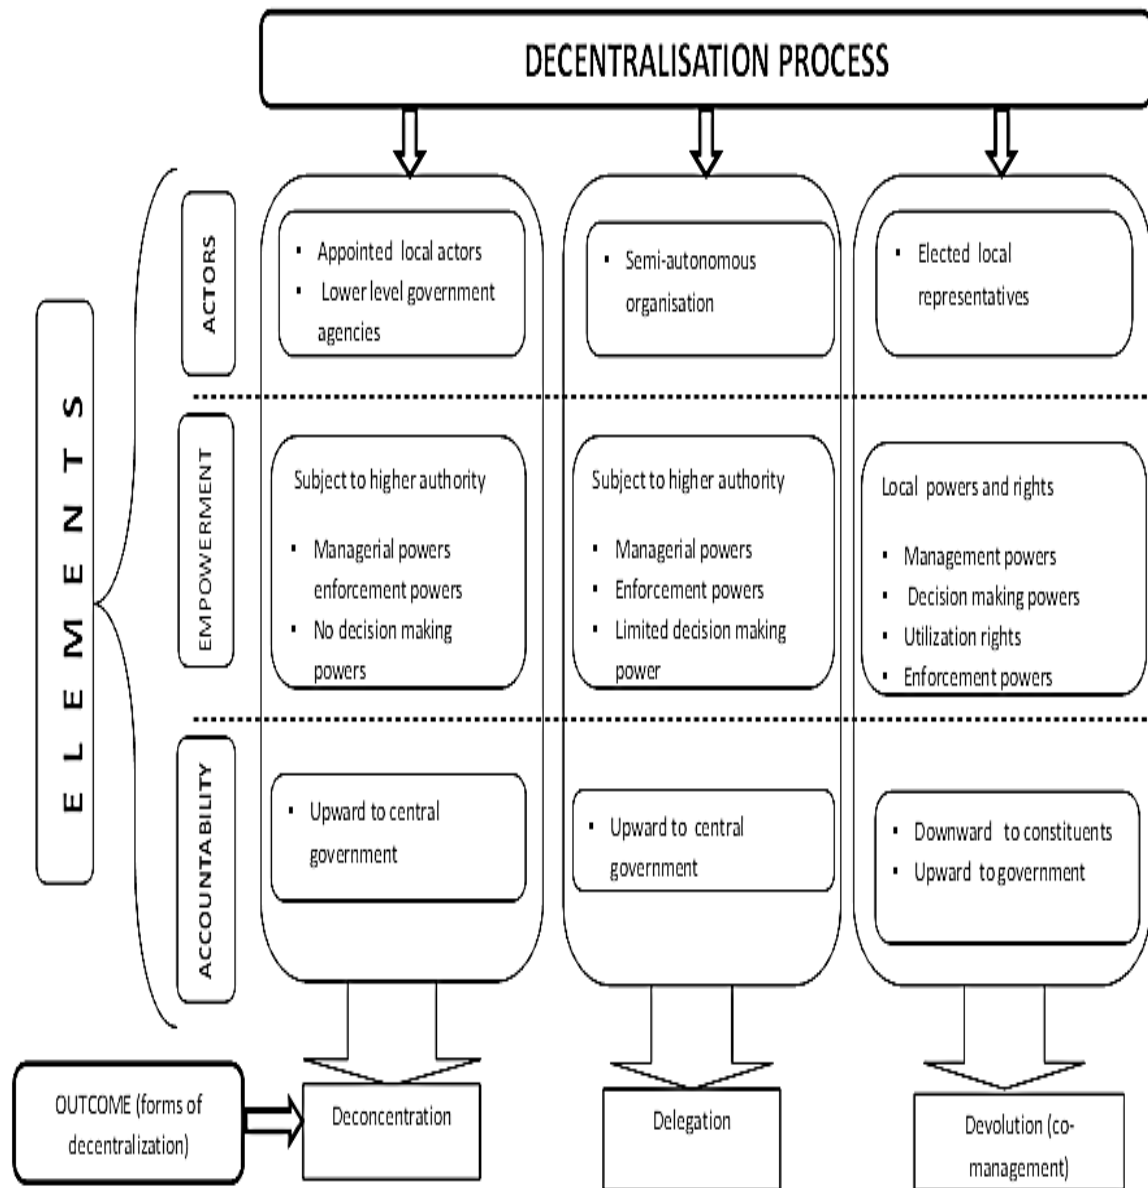 DECENTRALISATION PROCESS
ELEMENTS
ACTORS
▪ Appointed local actors
▪ Lower level government
agencies
▪ Semi-autonomous
organisation
▪ Elected local
representatives
EMPOWERMENT
Subject to higher authority
▪ Managerial powers
enforcement powers
▪ No decision making
powers
Subject to higher authority
▪ Managerial powers
▪ Enforcement powers
▪ Limited decision making
power
Local powers and rights
▪ Management powers
▪ Decision making powers
▪ Utilization rights
▪ Enforcement powers
ACCOUNTABILITY
▪ Upward to central
government
▪ Upward to central
government
▪ Downward to constituents
▪ Upward to government
OUTCOME (forms of
decentralization)
Deconcentration
Delegation
Devolution (co-
management)